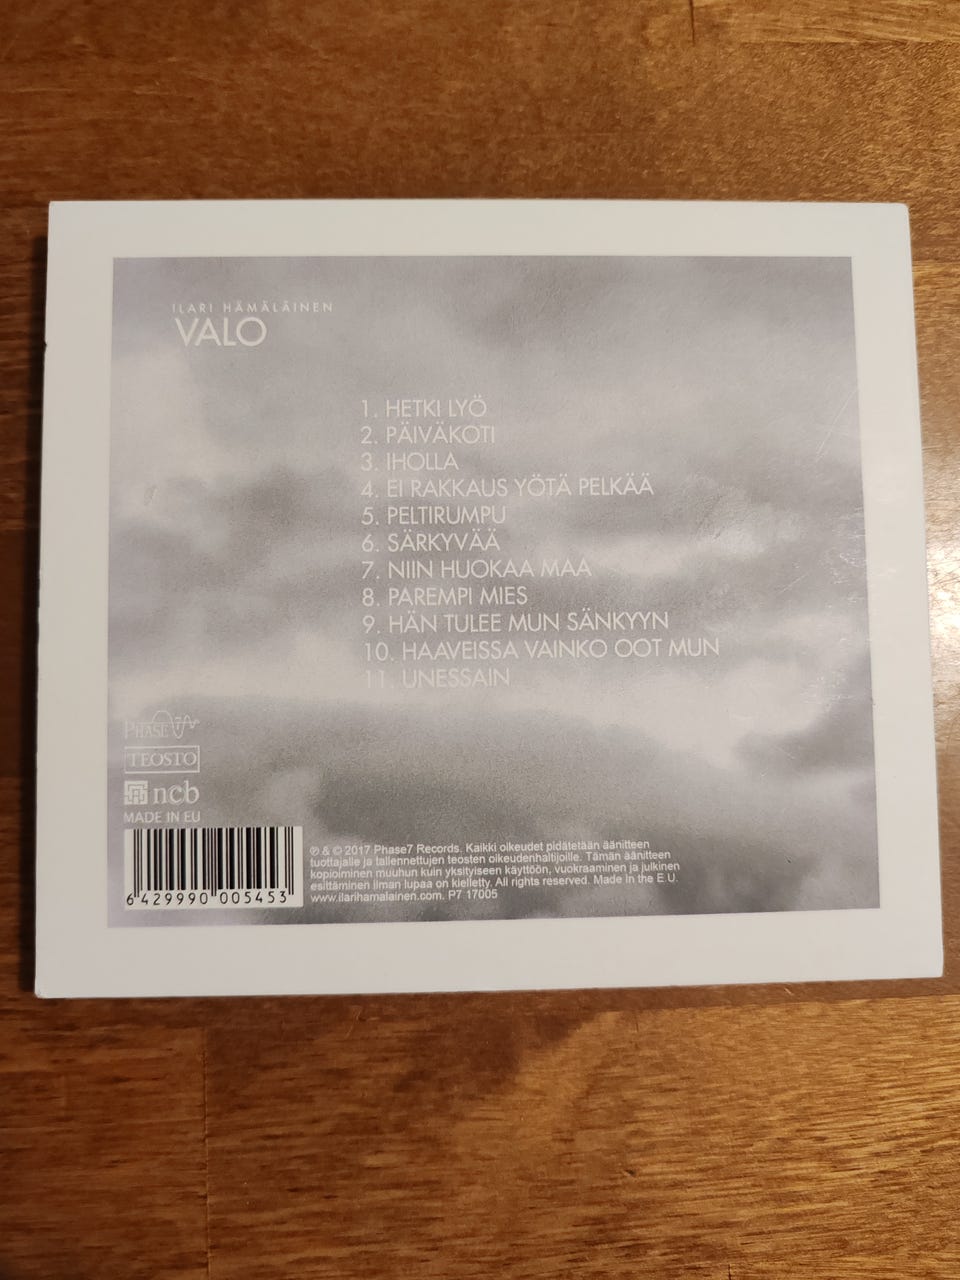 ILARI HÄMÄLÄINEN
VALO
1. HETKI LYÖ
2. PÄIVÄKOTI
3. IHOLLA
4. EI RAKKAUS YÖTÄ PELKÄÄ
5. PELTIRUMPU
6. SÄRKYVÄÄ
7. NIIN HUOKAA MAA
8. PAREMPI MIES
9. HÄN TULEE MUN SÄNKYYN
10. HAAVEISSA VAINKO OOT MUN
11. UNESSAIN
PHASE7
TEOSTO
ncb
MADE IN EU
6 429990 005453
℗ & © 2017 Phase7 Records. Kaikki oikeudet pidätetään äänitteen
tuottajalle ja tallennettujen teosten oikeudenhaltijoille. Tämän äänitteen
kopioiminen muuhun kuin yksityiseen käyttöön, vuokraaminen ja julkinen
esittäminen ilman lupaa on kielletty. All rights reserved. Made in the E.U.
www.ilarihamalainen.com. P7 17005